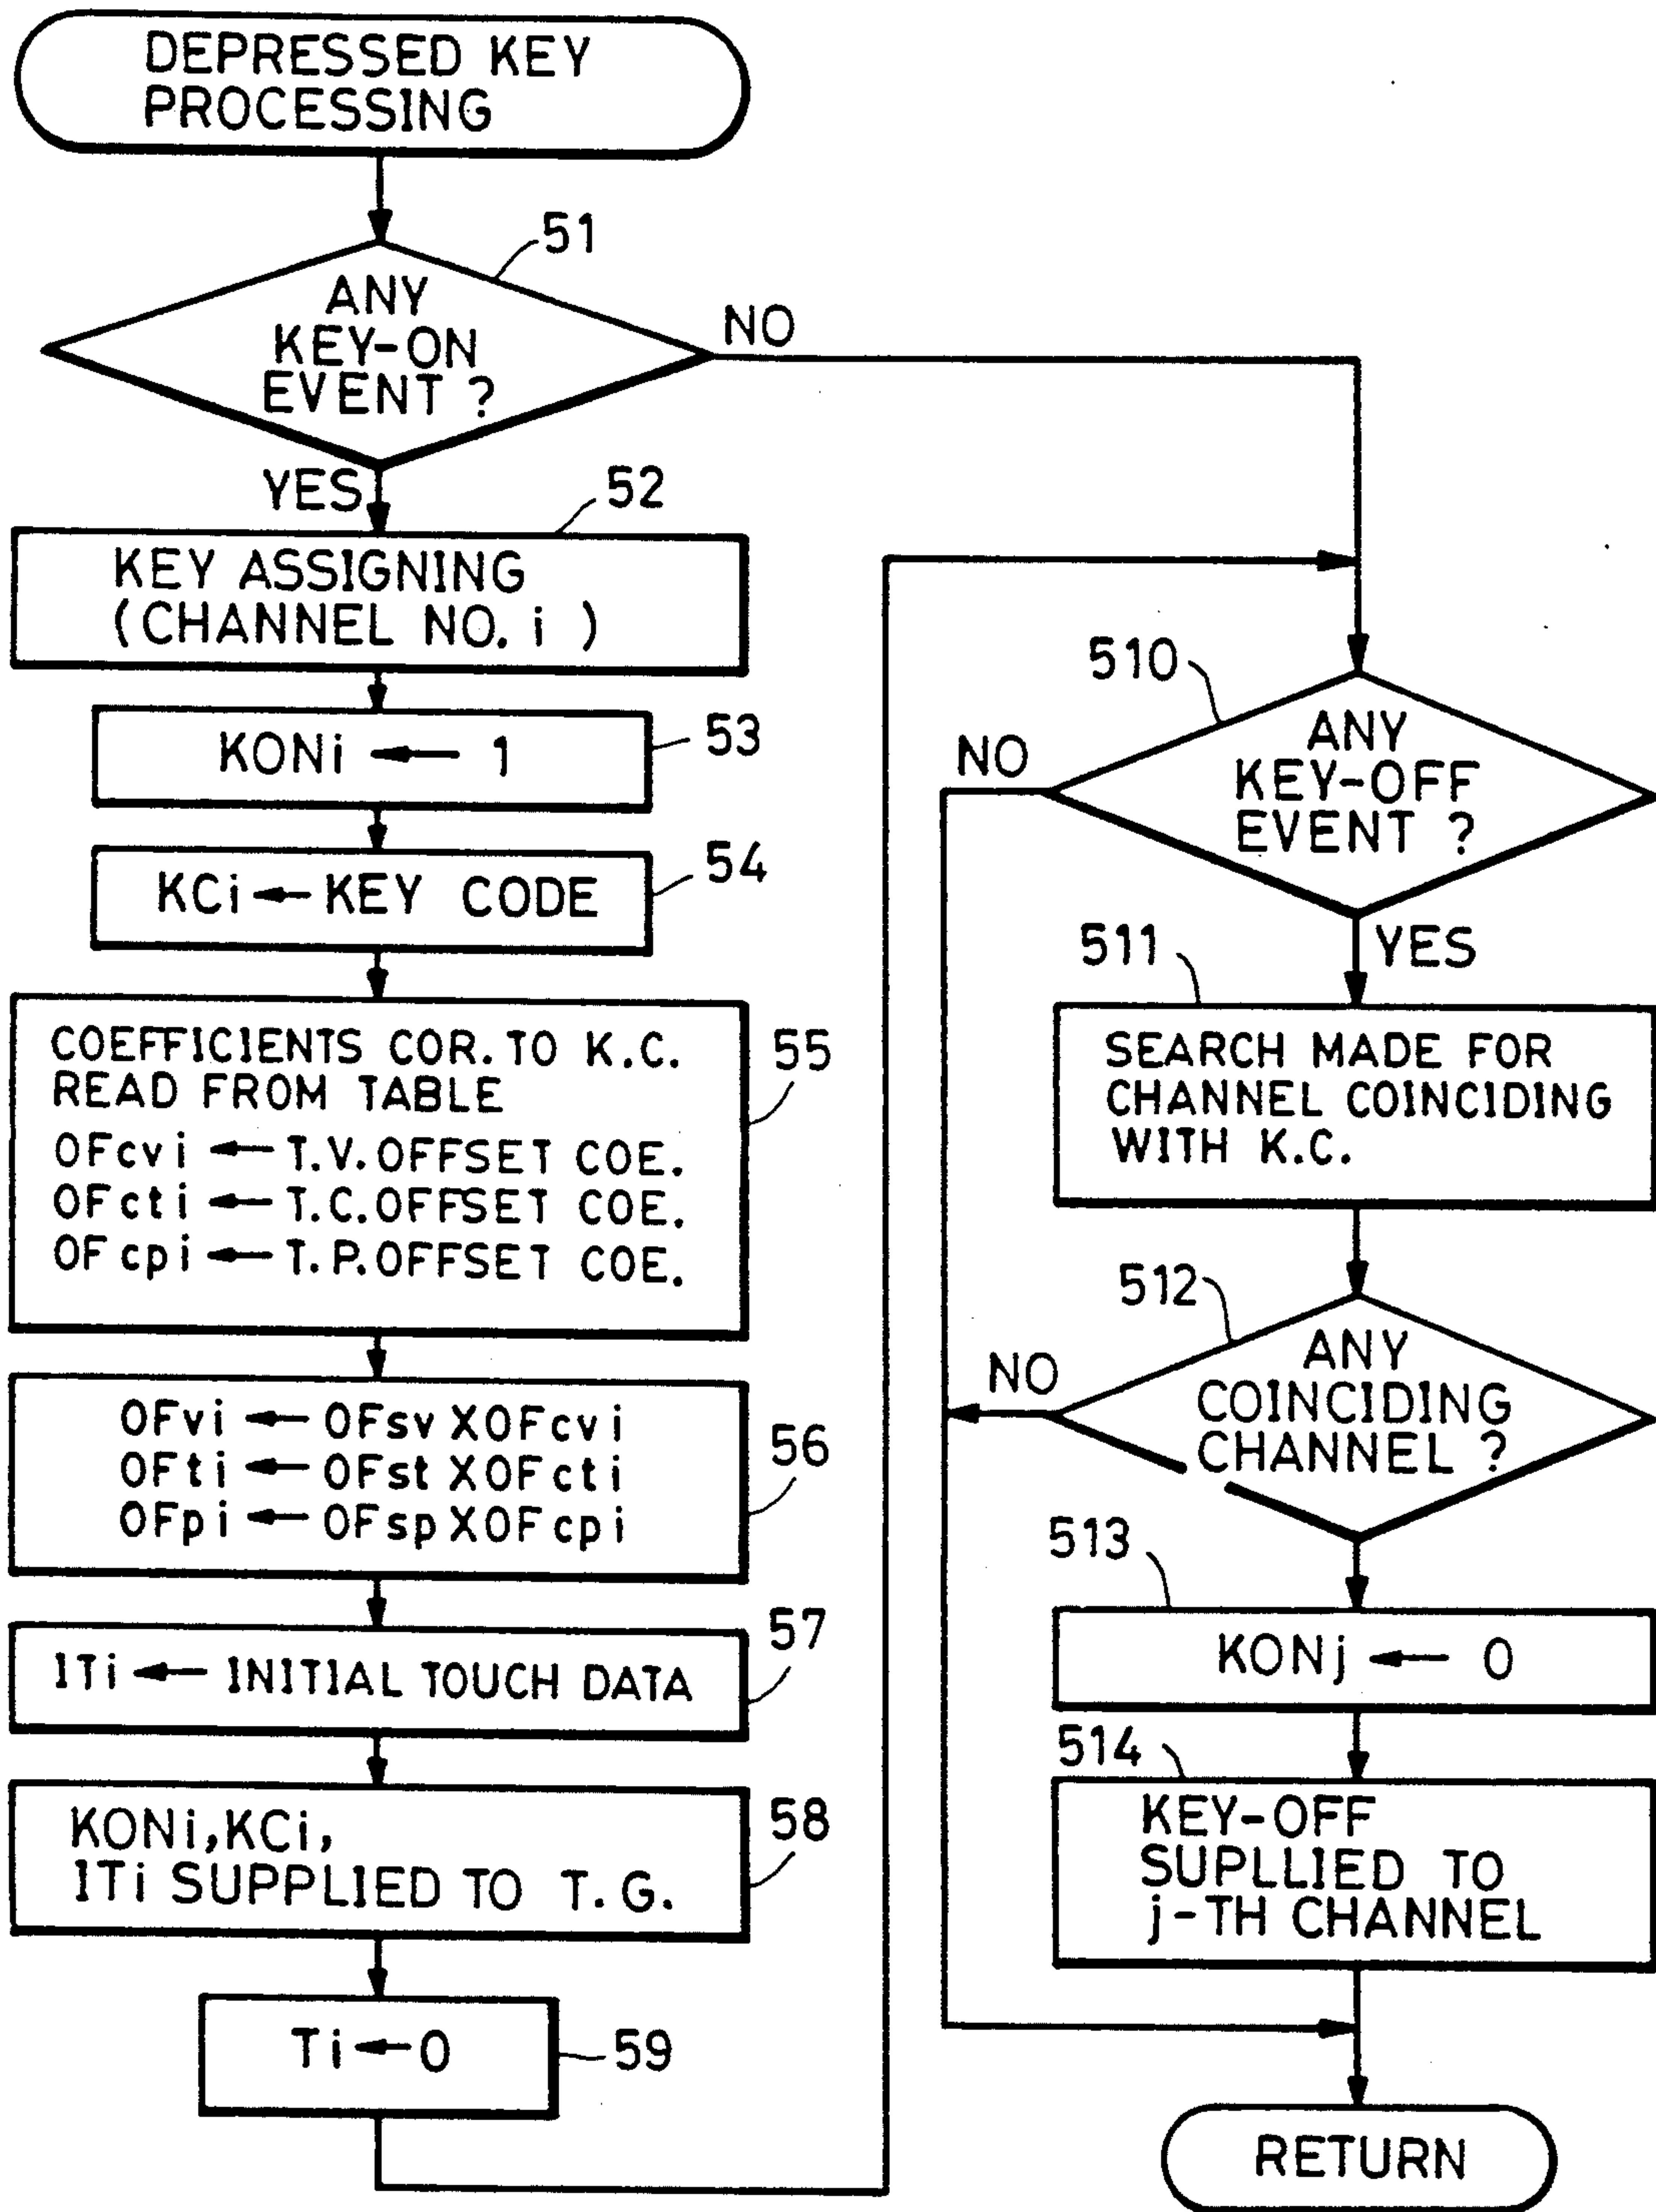 DEPRESSED KEY
PROCESSING
51
ANY
KEY-ON
EVENT ?
NO
YES
52
KEY ASSIGNING
(CHANNEL NO. i )
53
KONi ← 1
54
KCi ← KEY CODE
55
COEFFICIENTS COR. TO K.C.
READ FROM TABLE
OFcvi ← T.V. OFFSET COE.
OFcti ← T.C. OFFSET COE.
OFcpi ← T.P. OFFSET COE.
56
OFvi ← OFsv X OFcvi
OFti ← OFst X OFcti
OFpi ← OFsp X OFcpi
57
ITi ← INITIAL TOUCH DATA
58
KONi, KCi,
ITi SUPPLIED TO T.G.
59
Ti ← 0
510
ANY
KEY-OFF
EVENT ?
NO
YES
511
SEARCH MADE FOR
CHANNEL COINCIDING
WITH K.C.
512
ANY
COINCIDING
CHANNEL ?
NO
513
KONj ← 0
514
KEY-OFF
SUPLLIED TO
j-TH CHANNEL
RETURN